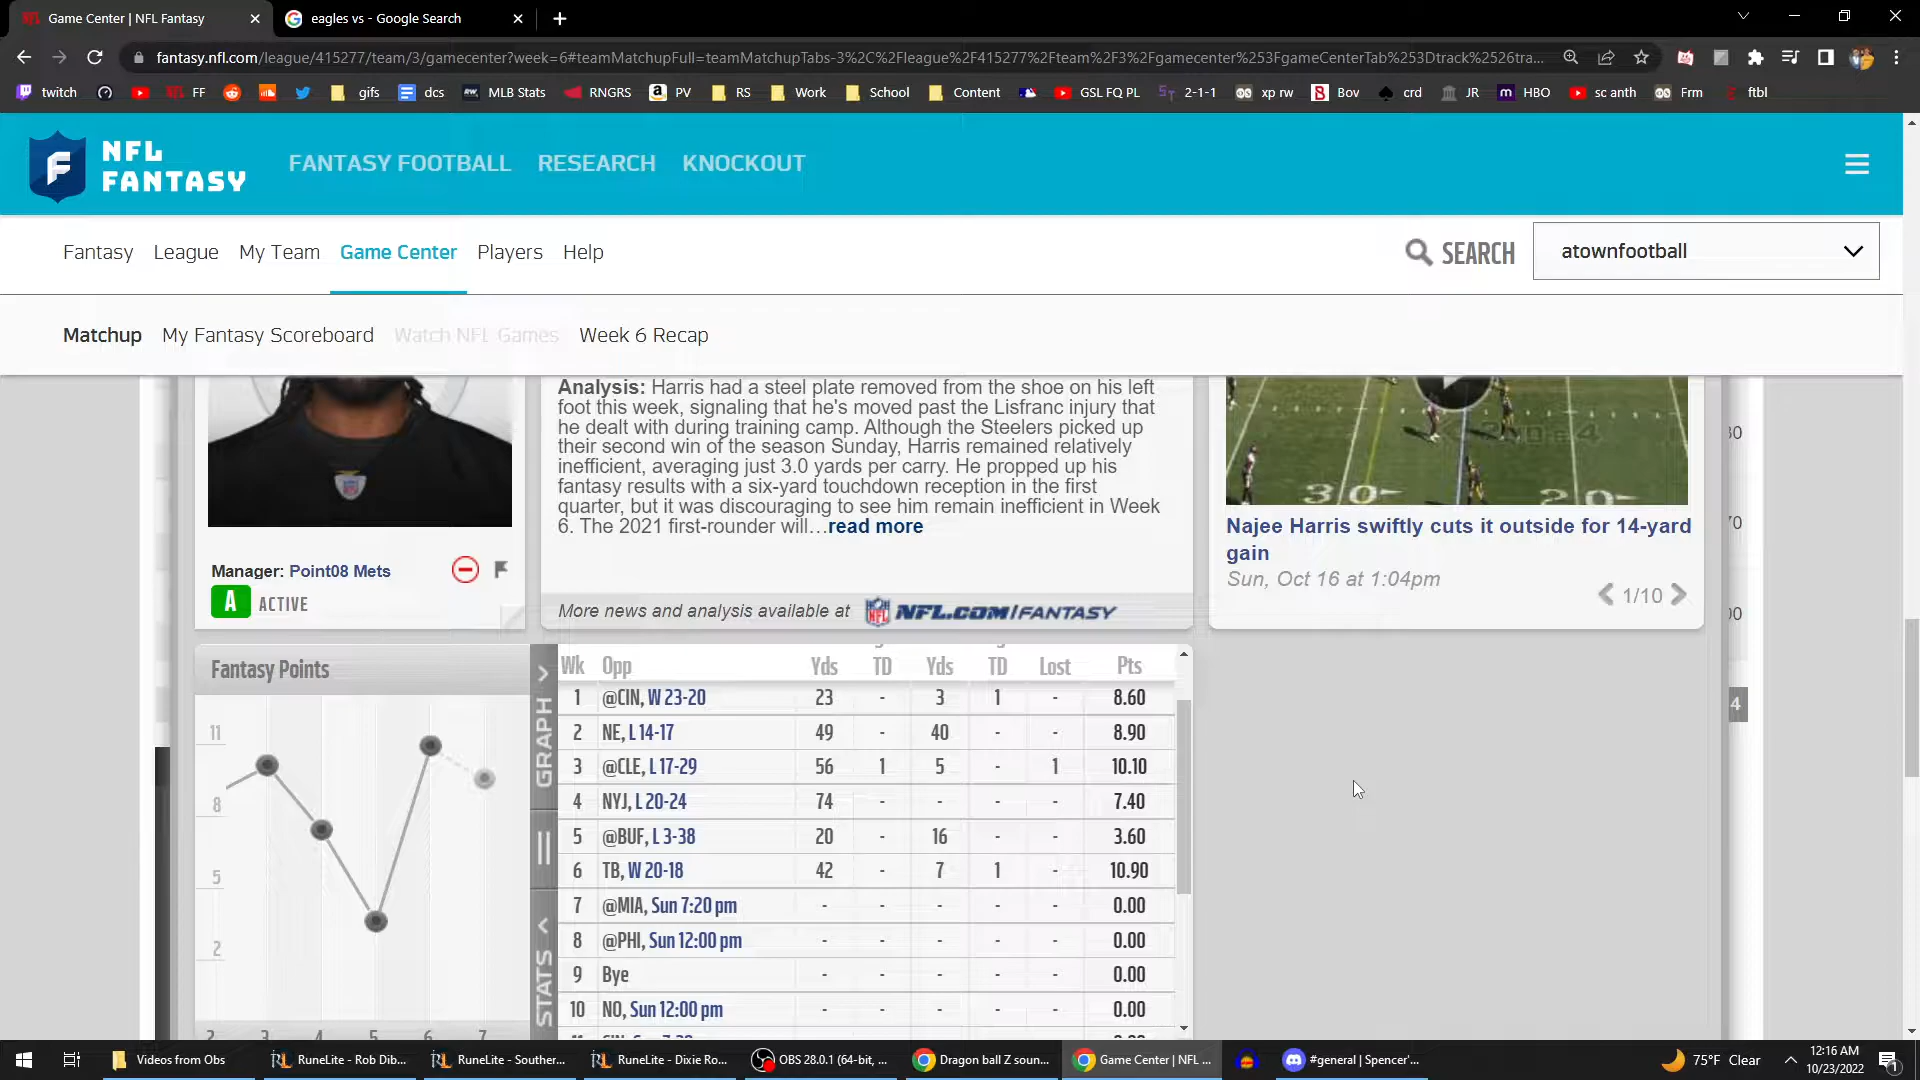 Game Center | NFL Fantasy
eagles vs - Google Search
fantasy.nfl.com/league/415277/team/3/gamecenter?week=6#teamMatchupFull=teamMatchupTabs-3%2C%2Fleague%2F415277%2Fteam%2F3%2Fgamecenter%253FgameCenterTab%253Dtrack%2526tra...
twitch FF gifs dcs MLB Stats RNGRS PV RS Work School Content GSL FQ PL 2-1-1 xp rw Bov crd JR HBO sc anth Frm ftbl
NFL FANTASY
FANTASY FOOTBALL RESEARCH KNOCKOUT
Fantasy League My Team Game Center Players Help
SEARCH
atownfootball
Matchup My Fantasy Scoreboard Watch NFL Games Week 6 Recap
Analysis: Harris had a steel plate removed from the shoe on his left
foot this week, signaling that he's moved past the Lisfranc injury that
he dealt with during training camp. Although the Steelers picked up
their second win of the season Sunday, Harris remained relatively
inefficient, averaging just 3.0 yards per carry. He propped up his
fantasy results with a six-yard touchdown reception in the first
quarter, but it was discouraging to see him remain inefficient in Week
6. The 2021 first-rounder will…read more
More news and analysis available at NFL.COM/FANTASY
Manager: Point08 Mets
A ACTIVE
Najee Harris swiftly cuts it outside for 14-yard
gain
Sun, Oct 16 at 1:04pm
1/10
Fantasy Points
11
8
5
2
2 3 4 5 6 7
GRAPH
STATS
Wk Opp Yds TD Yds TD Lost Pts
1 @CIN, W 23-20 23 - 3 1 - 8.60
2 NE, L 14-17 49 - 40 - - 8.90
3 @CLE, L 17-29 56 1 5 - 1 10.10
4 NYJ, L 20-24 74 - - - - 7.40
5 @BUF, L 3-38 20 - 16 - - 3.60
6 TB, W 20-18 42 - 7 1 - 10.90
7 @MIA, Sun 7:20 pm - - - - - 0.00
8 @PHI, Sun 12:00 pm - - - - - 0.00
9 Bye - - - - - 0.00
10 NO, Sun 12:00 pm - - - - - 0.00
4
Videos from Obs
RuneLite - Rob Dib...
RuneLite - Souther...
RuneLite - Dixie Ro...
OBS 28.0.1 (64-bit, ...
Dragon ball Z soun...
Game Center | NFL ...
#general | Spencer'...
75°F Clear
12:16 AM
10/23/2022